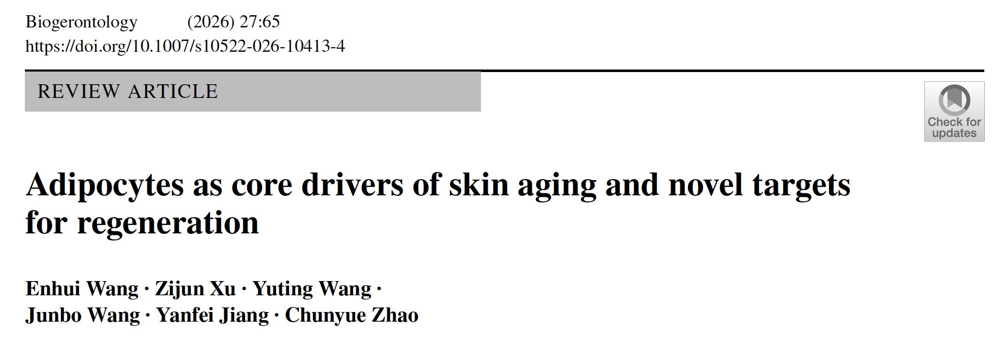 Biogerontology (2026) 27:65
https://doi.org/10.1007/s10522-026-10413-4
REVIEW ARTICLE
Check for
updates
Adipocytes as core drivers of skin aging and novel targets
for regeneration
Enhui Wang · Zijun Xu · Yuting Wang ·
Junbo Wang · Yanfei Jiang · Chunyue Zhao